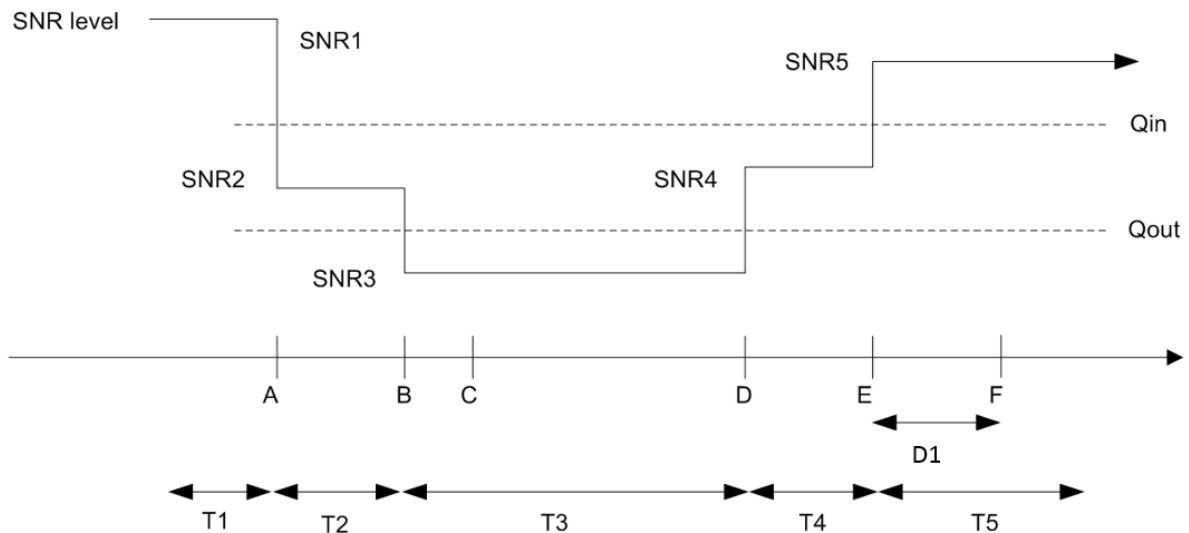 SNR level
SNR1
SNR5
Qin
SNR2
SNR4
Qout
SNR3
A B C D E F
D1
T1 T2 T3 T4 T5